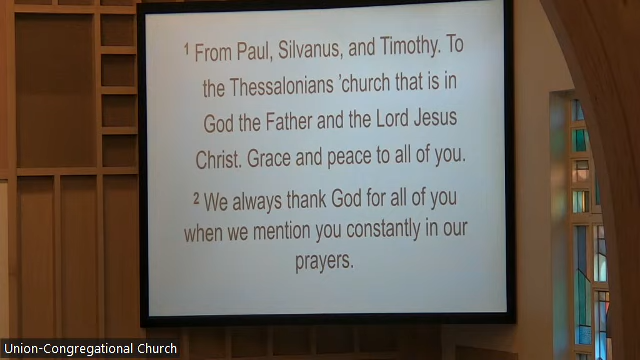 1 From Paul, Silvanus, and Timothy. To
the Thessalonians ’church that is in
God the Father and the Lord Jesus
Christ. Grace and peace to all of you.
2 We always thank God for all of you
when we mention you constantly in our
prayers.
Union-Congregational Church